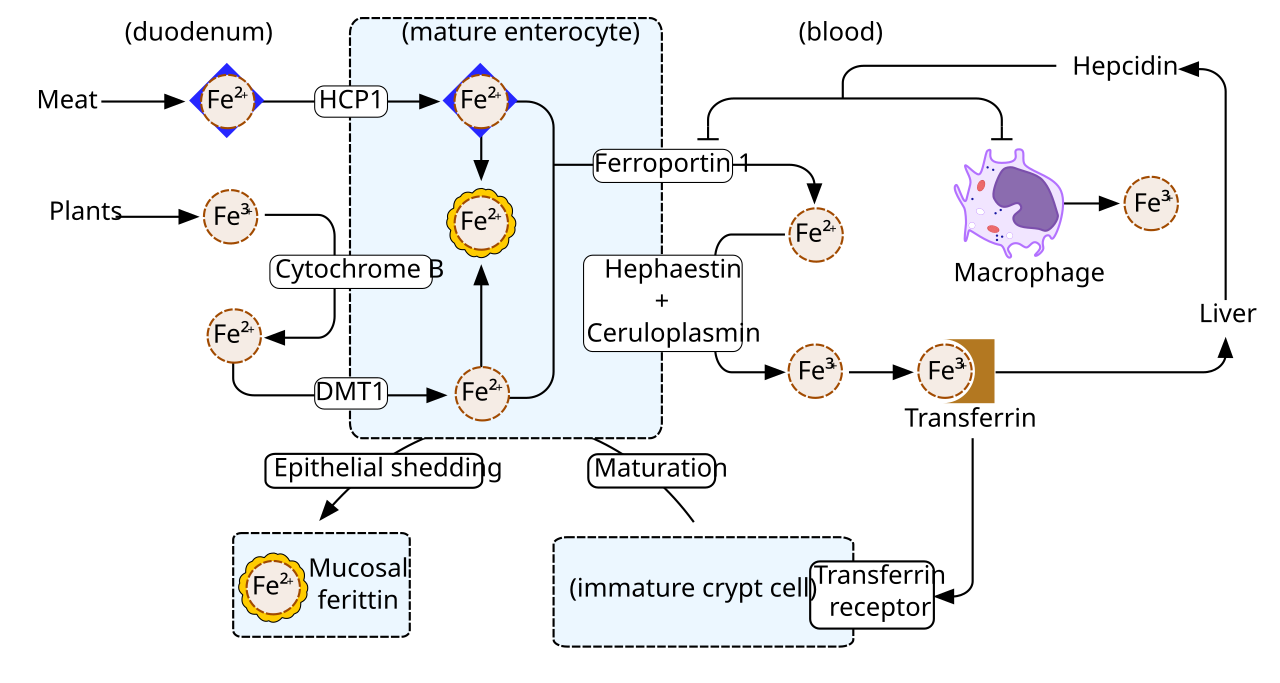 (duodenum)
(mature enterocyte)
(blood)
Meat
Fe2+
HCP1
Fe2+
Hepcidin
Plants
Fe3+
Fe2+
Ferroportin 1
Fe2+
Fe3+
Macrophage
Cytochrome B
Hephaestin
+
Ceruloplasmin
Liver
Fe2+
DMT1
Fe2+
Fe3+
Fe3+
Transferrin
Epithelial shedding
Maturation
Fe2+
Mucosal
ferittin
(immature crypt cell)
Transferrin
receptor